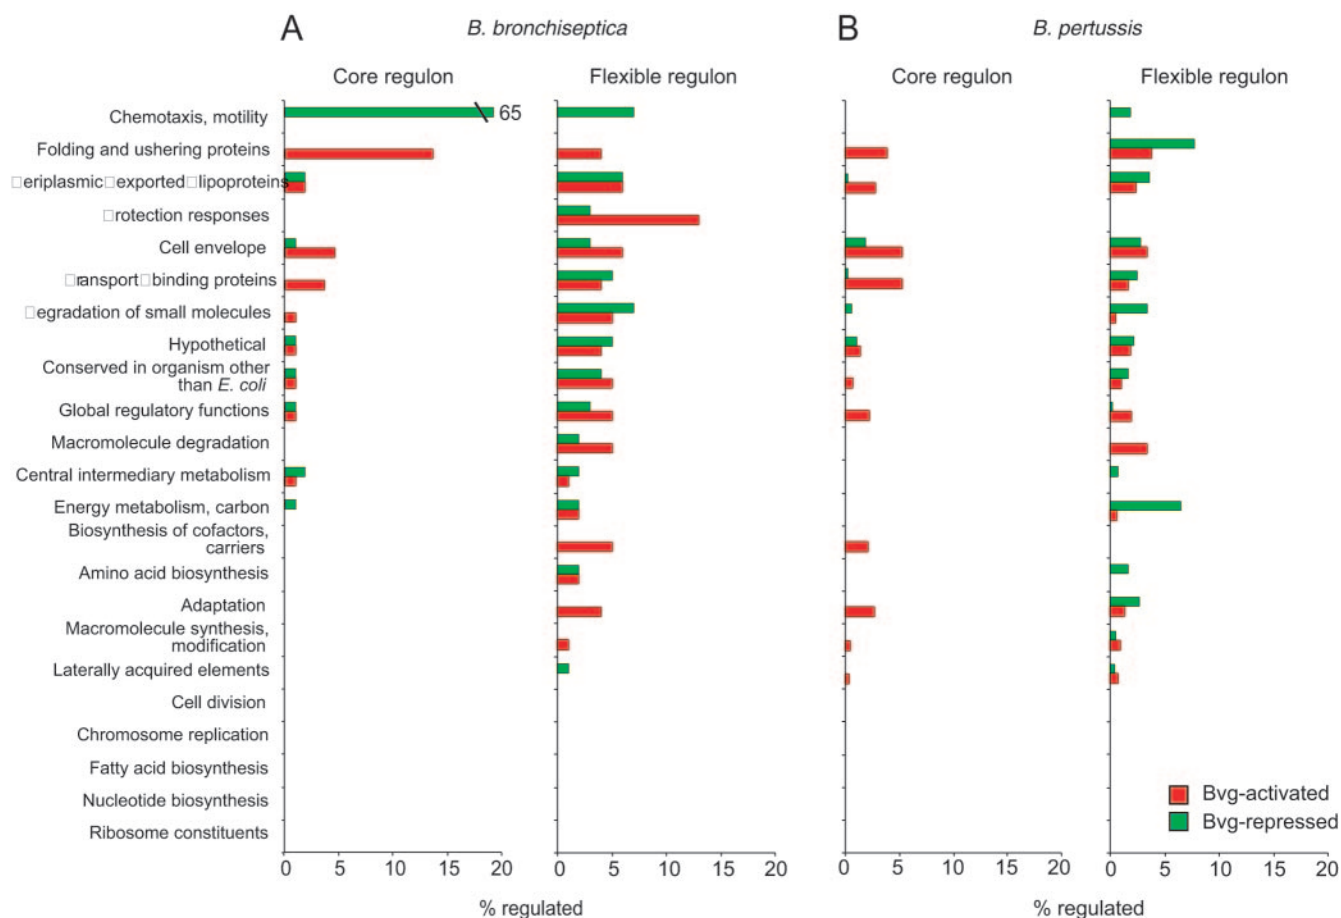 A B. bronchiseptica B B. pertussis
Core regulon Flexible regulon Core regulon Flexible regulon
Chemotaxis, motility 65
Folding and ushering proteins
□eriplasmic□exported□lipoproteins
□rotection responses
Cell envelope
□ransport□binding proteins
□egradation of small molecules
Hypothetical
Conserved in organism other
than E. coli
Global regulatory functions
Macromolecule degradation
Central intermediary metabolism
Energy metabolism, carbon
Biosynthesis of cofactors,
carriers
Amino acid biosynthesis
Adaptation
Macromolecule synthesis,
modification
Laterally acquired elements
Cell division
Chromosome replication
Fatty acid biosynthesis
Nucleotide biosynthesis
Ribosome constituents
Bvg-activated
Bvg-repressed
0 5 10 15 20 0 5 10 15 20 0 5 10 15 20 0 5 10 15 20
% regulated % regulated